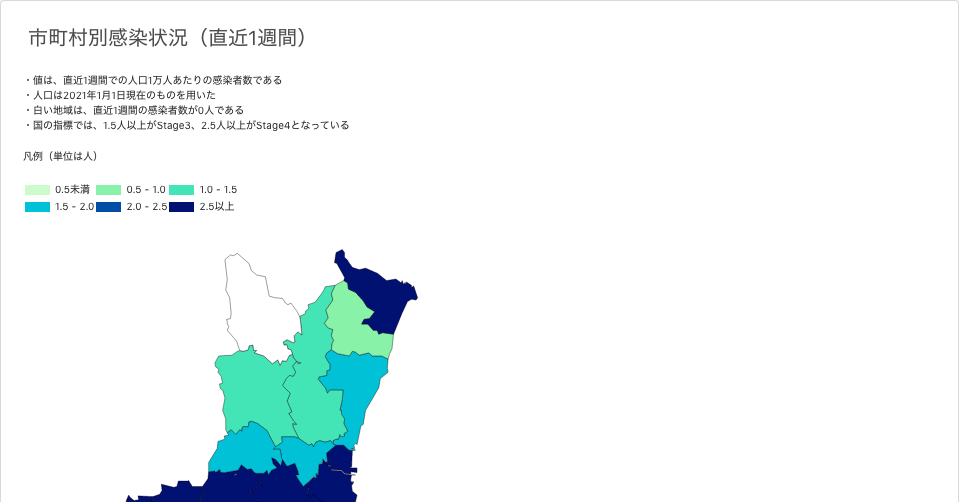 市町村別感染状況（直近1週間）
・値は、直近1週間での人口1万人あたりの感染者数である
・人口は2021年1月1日現在のものを用いた
・白い地域は、直近1週間の感染者数が0人である
・国の指標では、1.5人以上がStage3、2.5人以上がStage4となっている
凡例（単位は人）
0.5未満 0.5 - 1.0 1.0 - 1.5
1.5 - 2.0 2.0 - 2.5 2.5以上